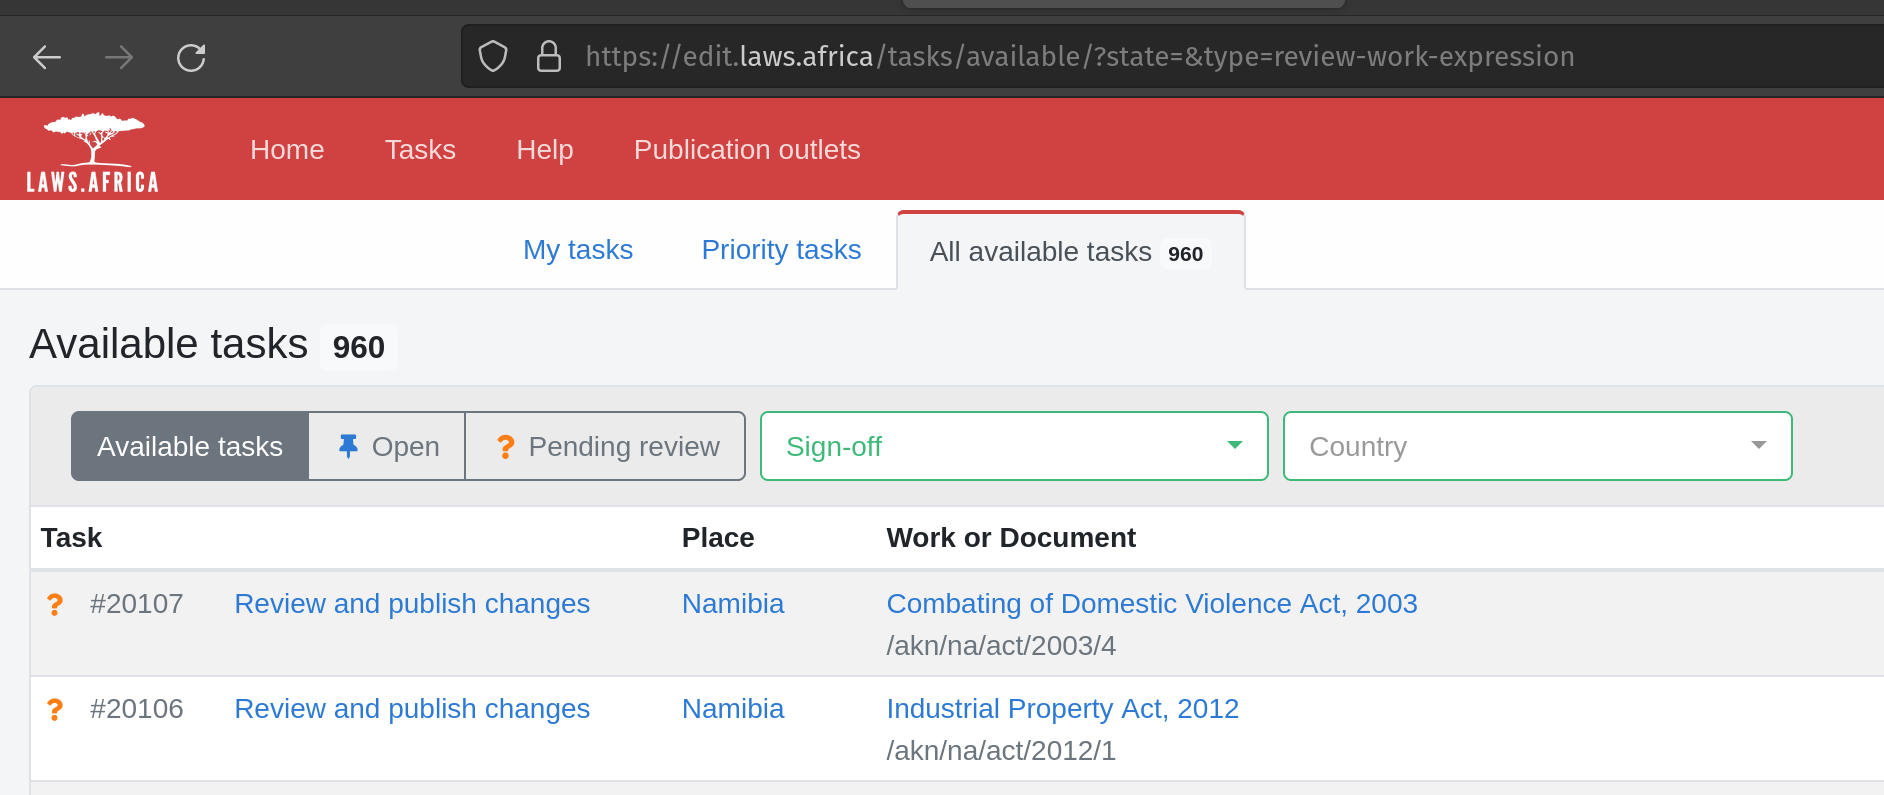 https://edit.laws.africa/tasks/available/?state=&type=review-work-expression
LAWS.AFRICA
Home Tasks Help Publication outlets
My tasks Priority tasks All available tasks 960
Available tasks 960
Available tasks Open ? Pending review Sign-off Country
Task Place Work or Document
? #20107 Review and publish changes Namibia Combating of Domestic Violence Act, 2003
/akn/na/act/2003/4
? #20106 Review and publish changes Namibia Industrial Property Act, 2012
/akn/na/act/2012/1